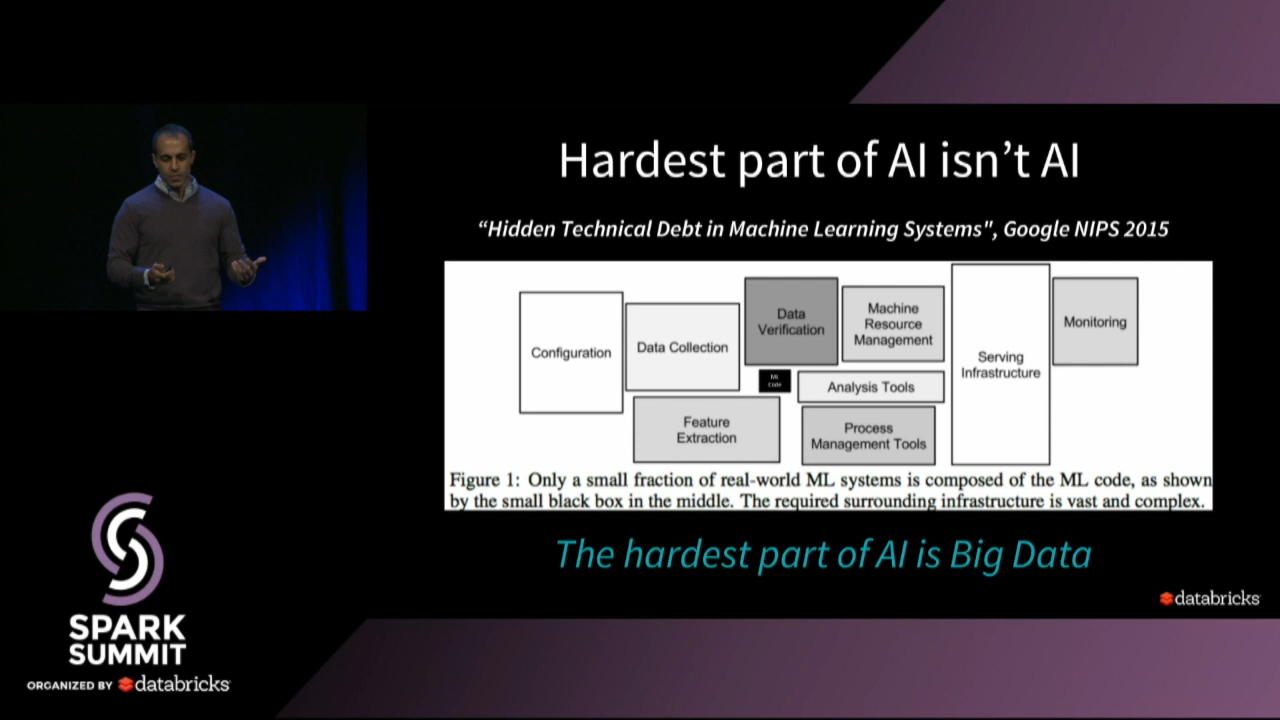 Hardest part of AI isn't AI
“Hidden Technical Debt in Machine Learning Systems", Google NIPS 2015
Configuration
Data Collection
Data
Verification
Machine
Resource
Management
Serving
Infrastructure
Monitoring
ML
Code
Analysis Tools
Feature
Extraction
Process
Management Tools
Figure 1: Only a small fraction of real-world ML systems is composed of the ML code, as shown
by the small black box in the middle. The required surrounding infrastructure is vast and complex.
The hardest part of AI is Big Data
databricks
SPARK
SUMMIT
ORGANIZED BY databricks